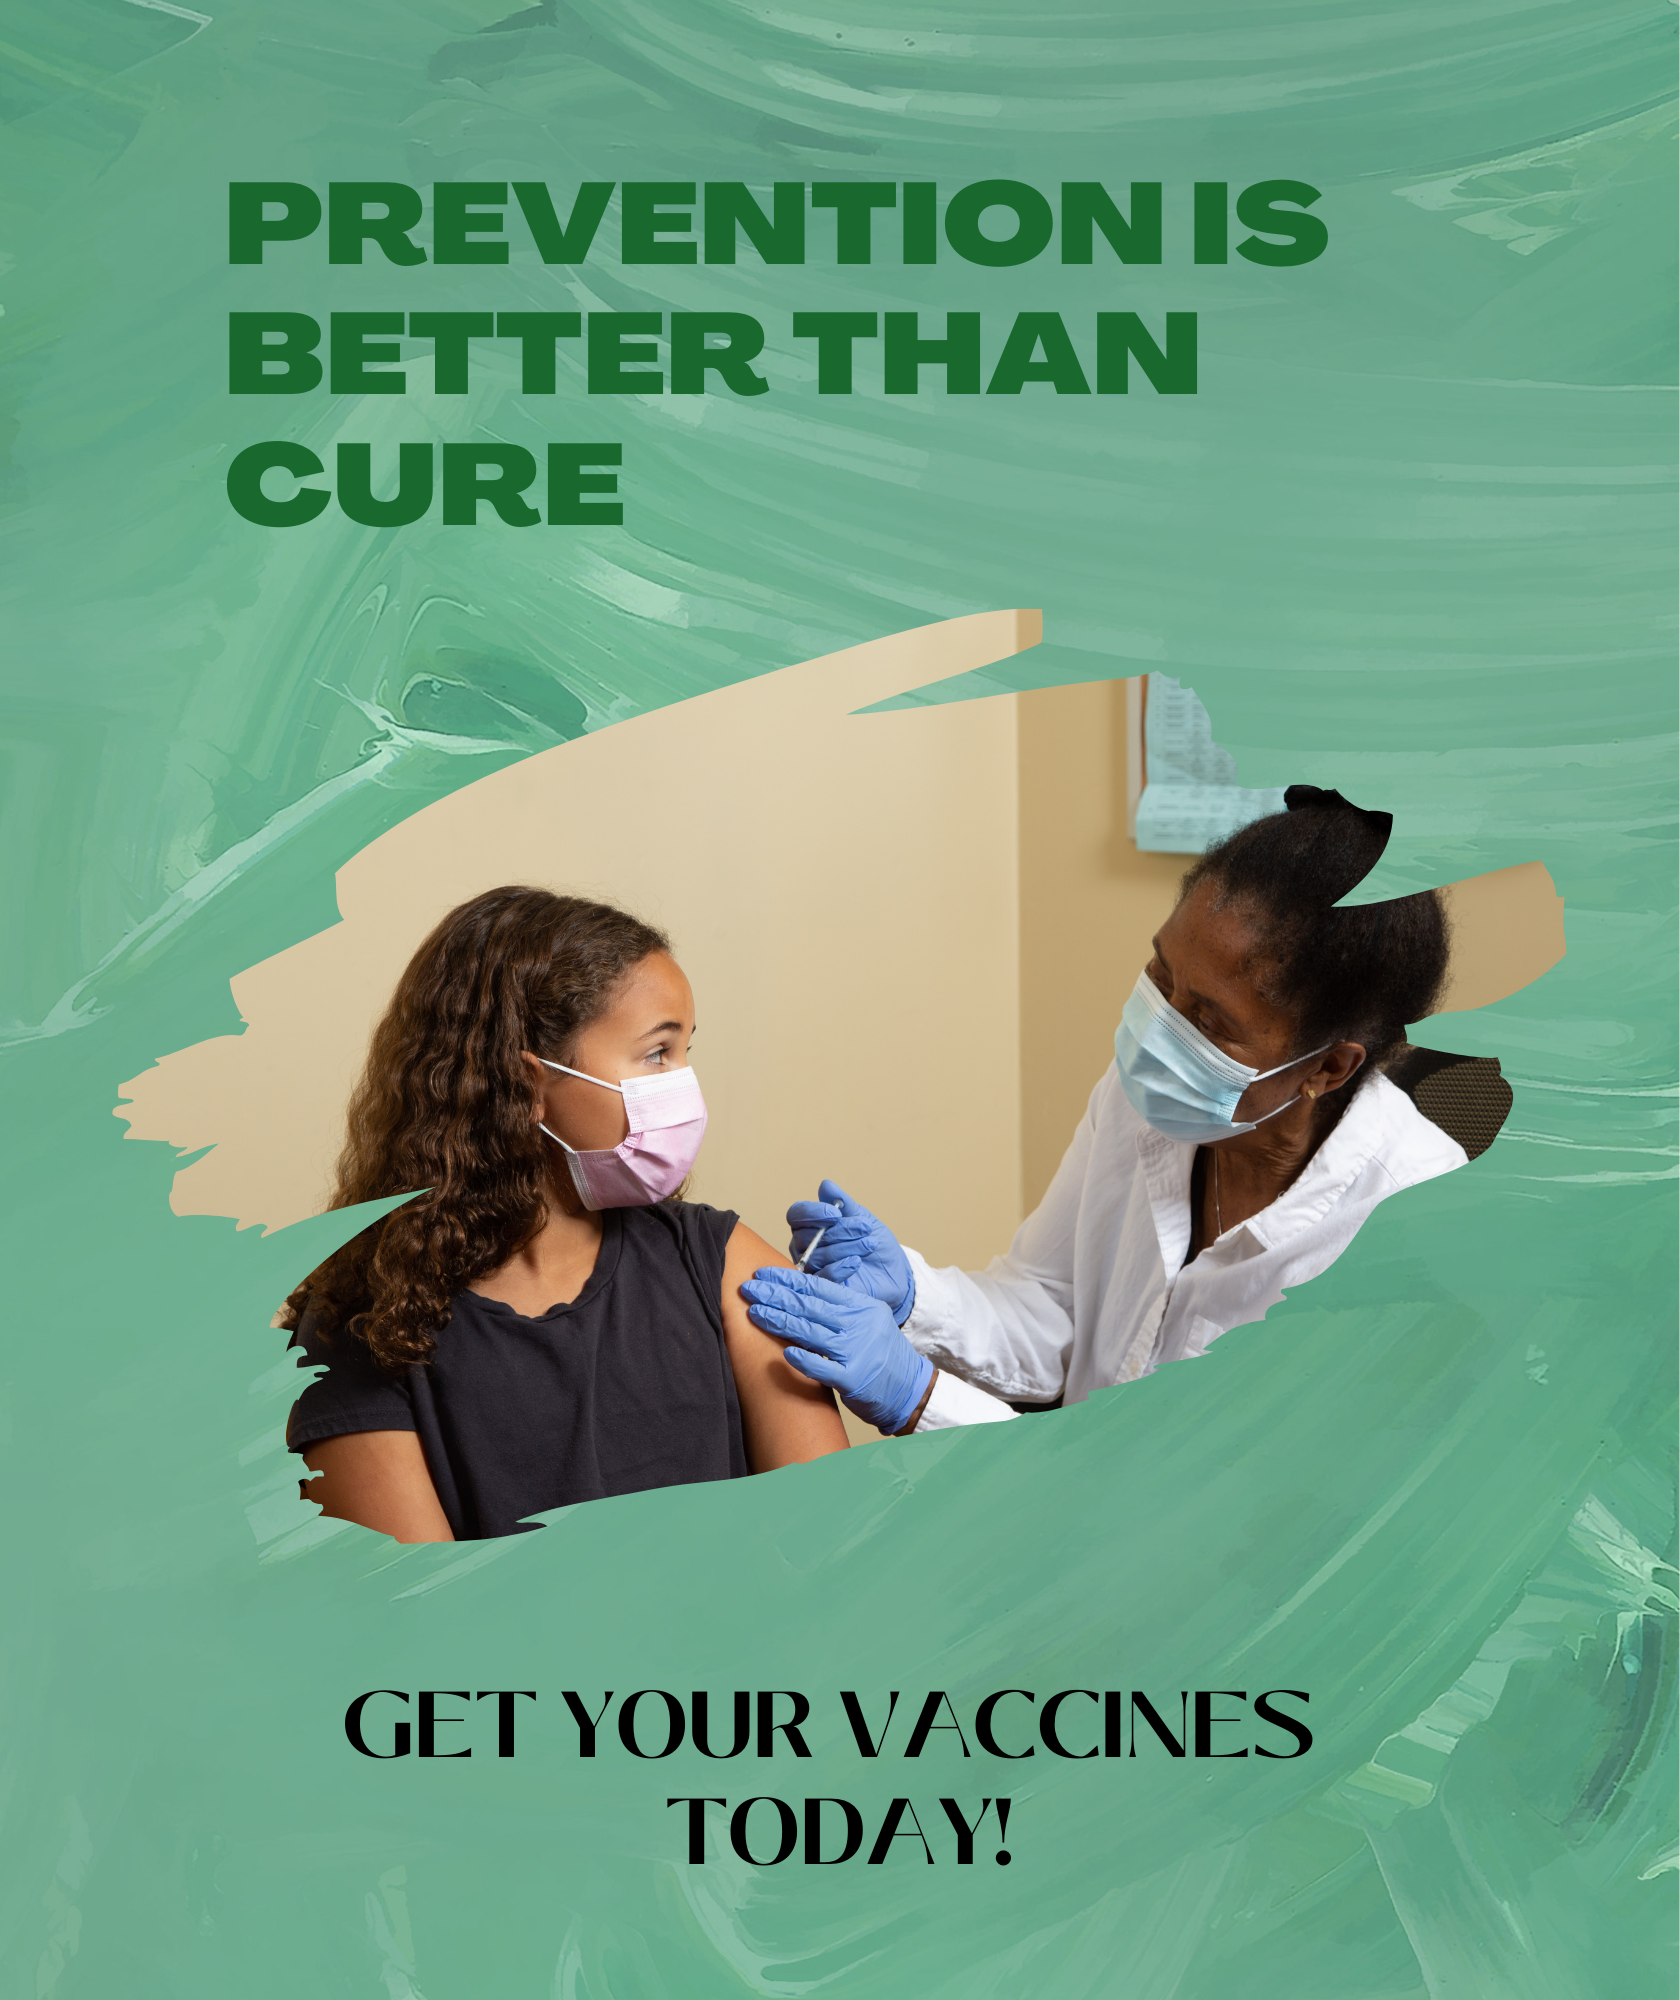 PREVENTION IS
BETTER THAN
CURE
GET YOUR VACCINES
TODAY!